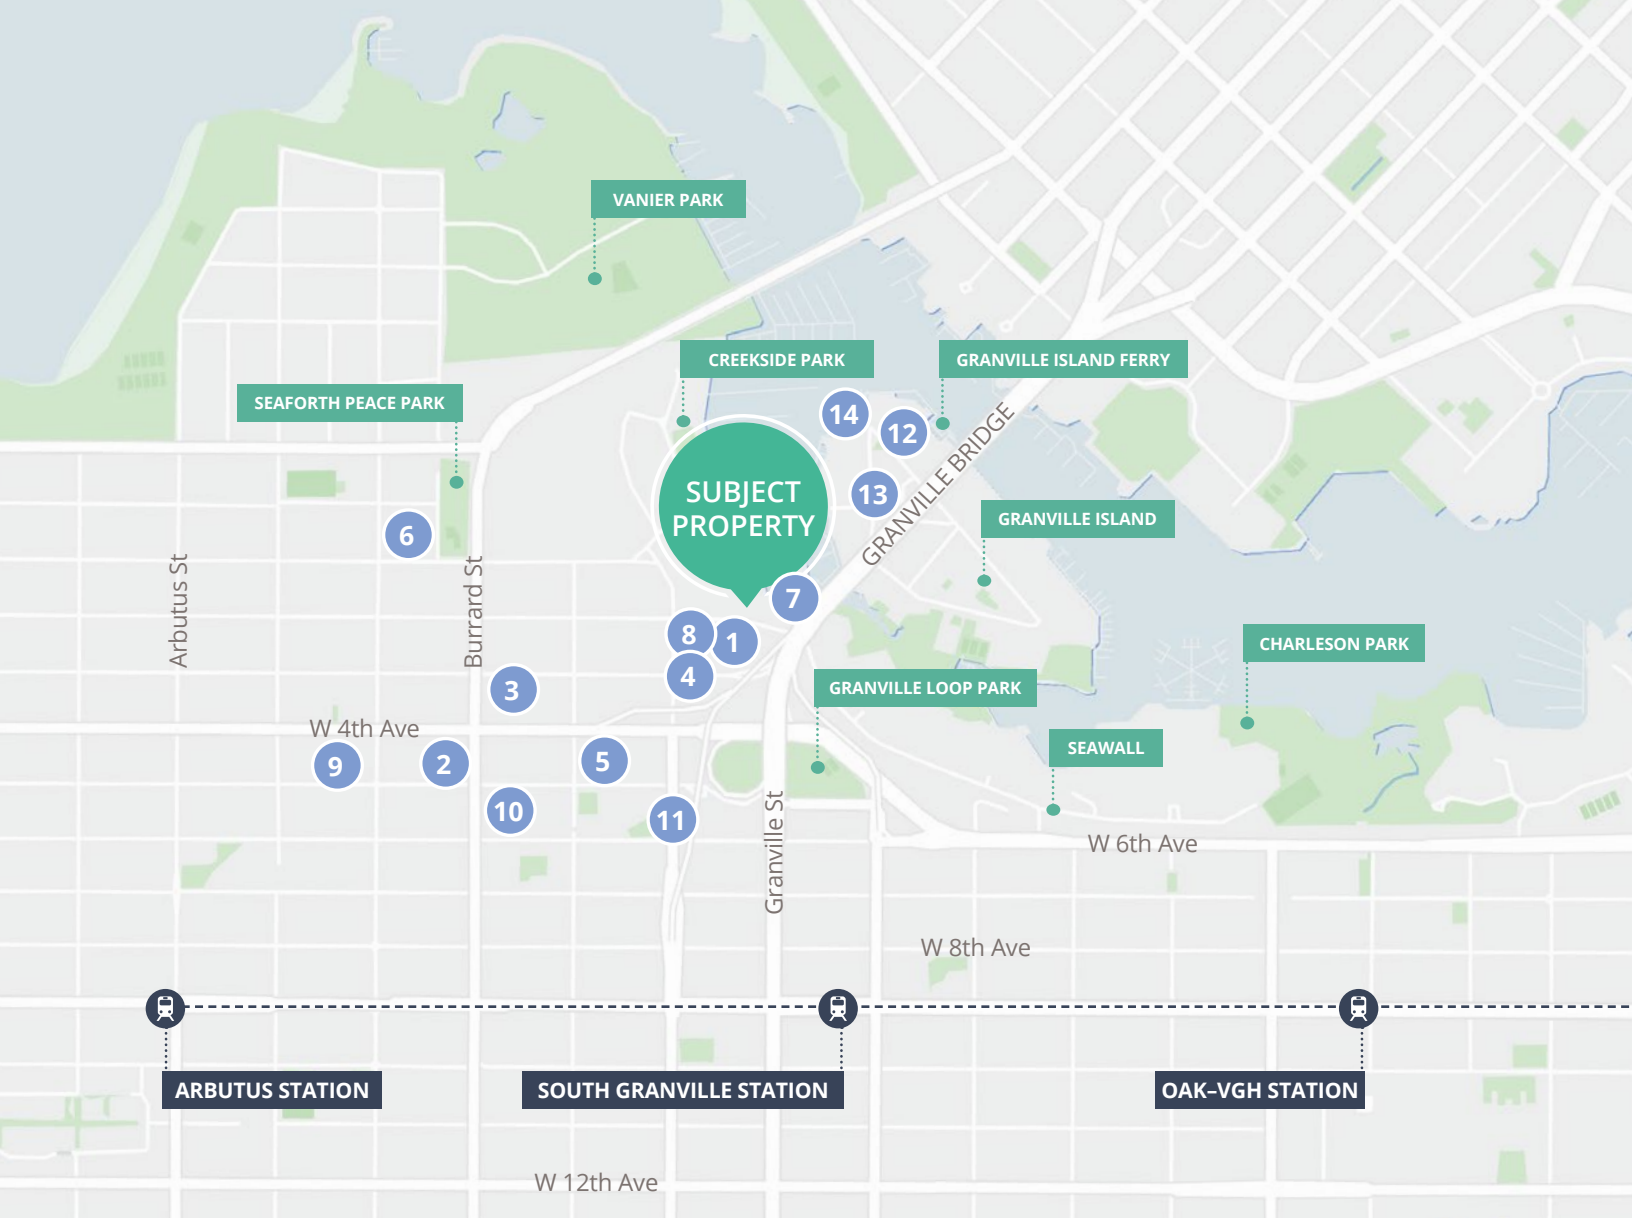 VANIER PARK
CREEKSIDE PARK
GRANVILLE ISLAND FERRY
SEAFORTH PEACE PARK
14
12
SUBJECT
PROPERTY
13
GRANVILLE BRIDGE
GRANVILLE ISLAND
6
Arbutus St
Burrard St
7
8
1
CHARLESON PARK
4
3
GRANVILLE LOOP PARK
W 4th Ave
SEAWALL
9
2
5
10
11
Granville St
W 6th Ave
W 8th Ave
ARBUTUS STATION
SOUTH GRANVILLE STATION
OAK–VGH STATION
W 12th Ave